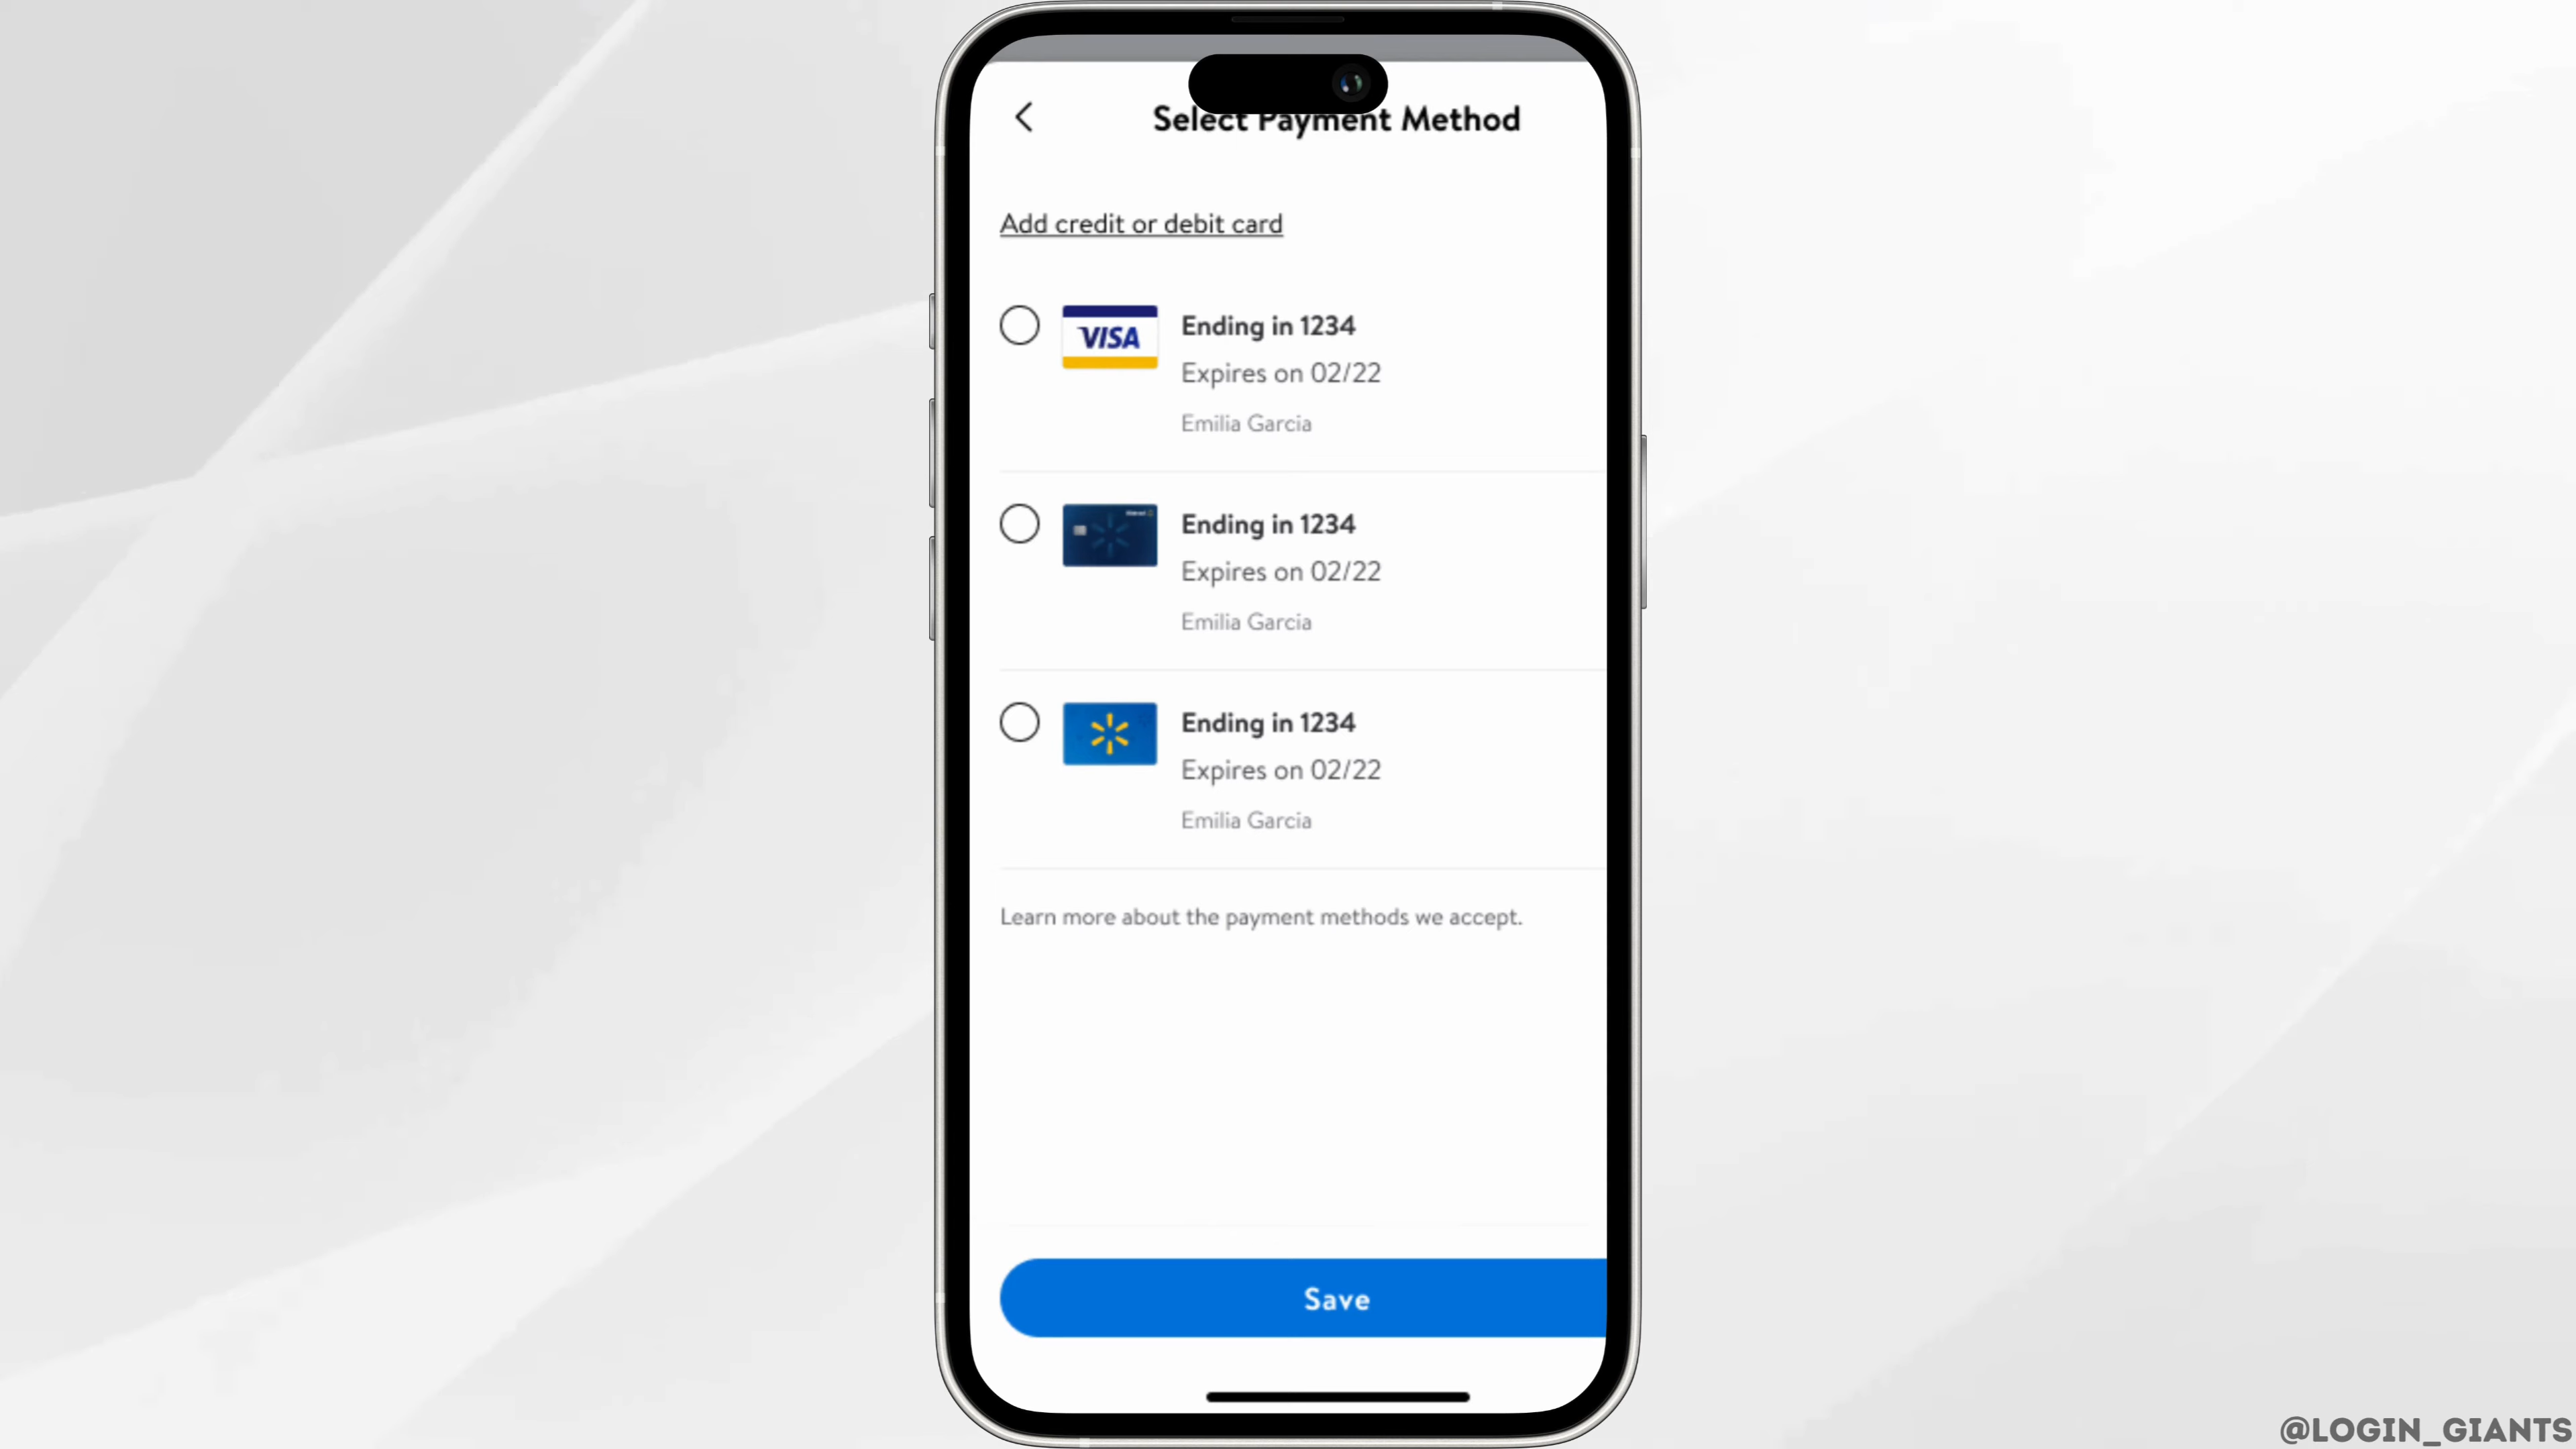 Select Payment Method
Add credit or debit card
VISA
Ending in 1234
Expires on 02/22
Emilia Garcia
Ending in 1234
Expires on 02/22
Emilia Garcia
Ending in 1234
Expires on 02/22
Emilia Garcia
Learn more about the payment methods we accept.
Save
@LOGIN_GIANTS